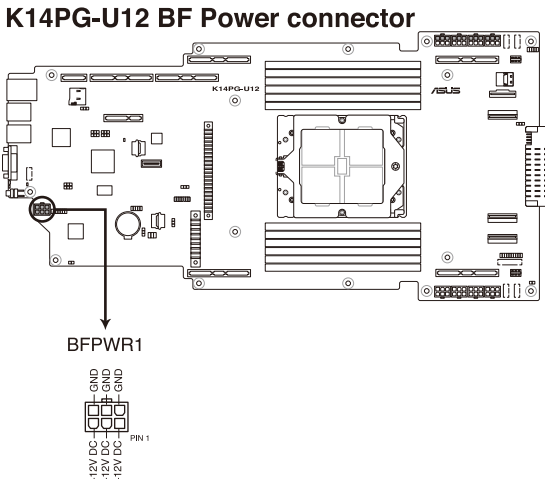 K14PG-U12 BF Power connector
K14PG-U12
ASUS
BFPWR1
GND
GND
GND
PIN 1
+12V DC
+12V DC
+12V DC